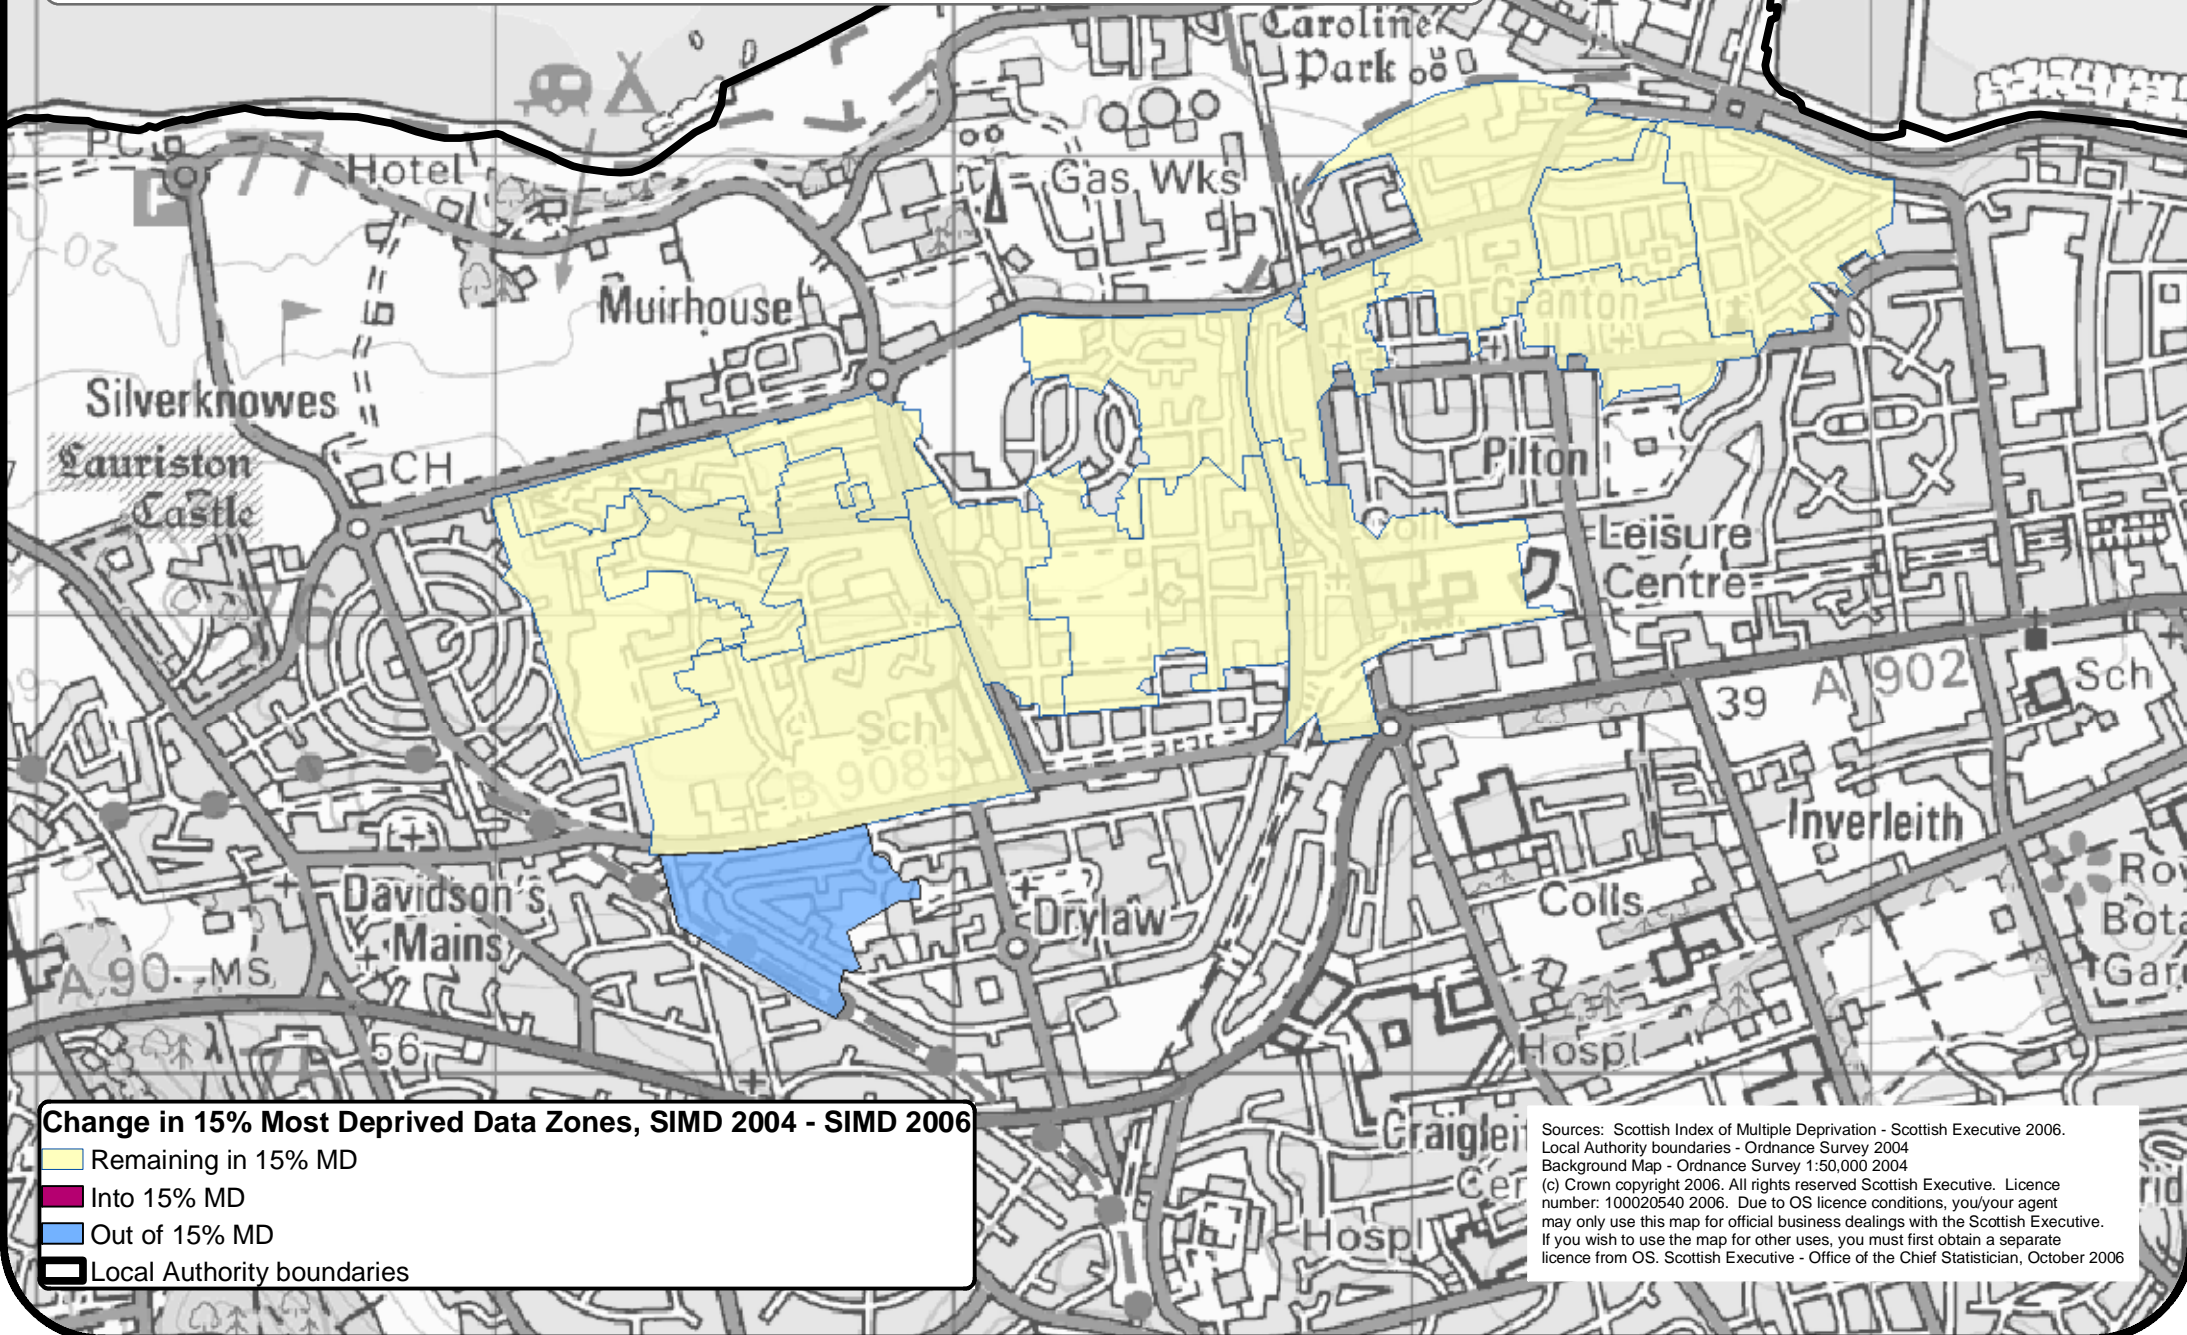 Caroline
Park
PC
77
Hotel
Gas Wks
20
Muirhouse
Granton
Silverknowes
Lauriston
Castle
CH
Pilton
Coll
Leisure
Centre
76
39
A 902
Sch
Sch
B 9085
Inverleith
Davidson's
Mains
Drylaw
Colls
A 90
MS
Hospl
56
71
Hospl
Change in 15% Most Deprived Data Zones, SIMD 2004 - SIMD 2006
Remaining in 15% MD
Into 15% MD
Out of 15% MD
Local Authority boundaries
Sources: Scottish Index of Multiple Deprivation - Scottish Executive 2006.
Local Authority boundaries - Ordnance Survey 2004
Background Map - Ordnance Survey 1:50,000 2004
(c) Crown copyright 2006. All rights reserved Scottish Executive. Licence
number: 100020540 2006. Due to OS licence conditions, you/your agent
may only use this map for official business dealings with the Scottish Executive.
If you wish to use the map for other uses, you must first obtain a separate
licence from OS. Scottish Executive - Office of the Chief Statistician, October 2006